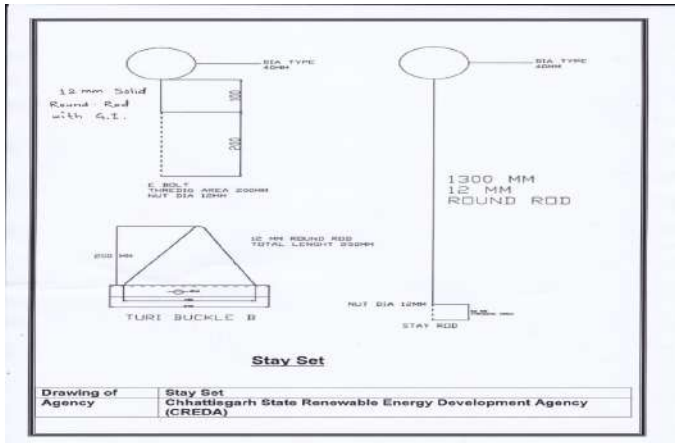 DIA TYPE
40MM
12 mm Solid
Round Rod
with G.I.
100
200
E BOLT
THREDIG AREA 200MM
NUT DIA 12MM
DIA TYPE
40MM
1300 MM
12 MM
ROUND ROD
12 MM ROUND ROD
TOTAL LENGHT
250 MM
TURI BUCKLE B
NUT DIA 12MM
STAY ROD
Stay Set
Drawing of Stay Set
Agency Chhattisgarh State Renewable Energy Development Agency
(CREDA)